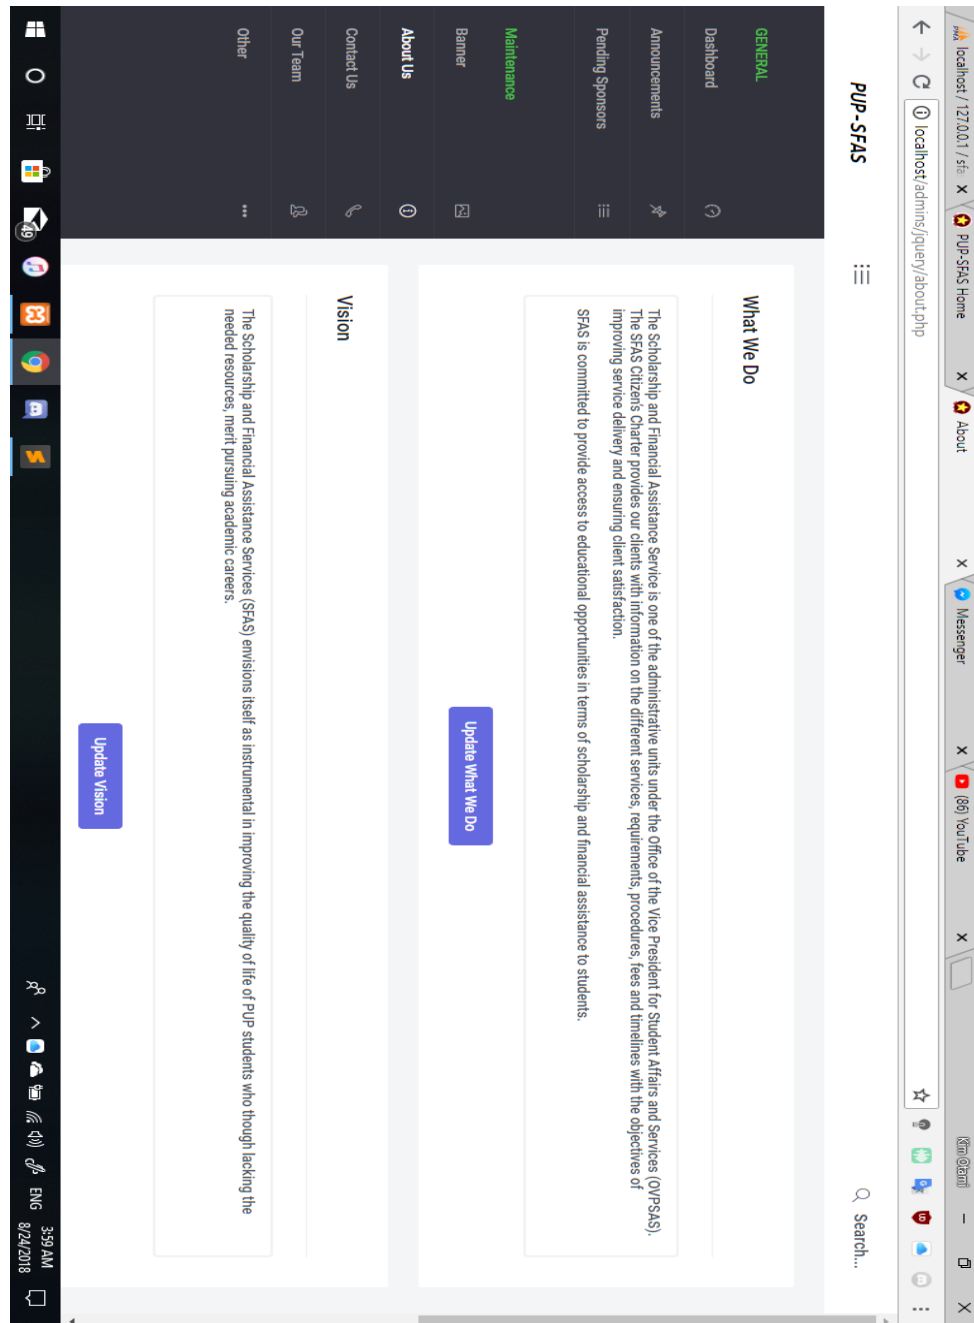 localhost / 127.0.0.1 / sfa
PUP-SFAS Home
About
Messenger
(86) YouTube
Kim Otami
localhost/admins/jquery/about.php
PUP-SFAS
Search...
GENERAL
Dashboard
Announcements
Pending Sponsors
Maintenance
Banner
About Us
Contact Us
Our Team
Other
What We Do
The Scholarship and Financial Assistance Service is one of the administrative units under the Office of the Vice President for Student Affairs and Services (OVPSAS).
The SFAS Citizen's Charter provides our clients with information on the different services, requirements, procedures, fees and timelines with the objectives of
improving service delivery and ensuring client satisfaction.
SFAS is committed to provide access to educational opportunities in terms of scholarship and financial assistance to students.
Update What We Do
Vision
The Scholarship and Financial Assistance Services (SFAS) envisions itself as instrumental in improving the quality of life of PUP students who though lacking the
needed resources, merit pursuing academic careers.
Update Vision
49
ENG
3:59 AM
8/24/2018